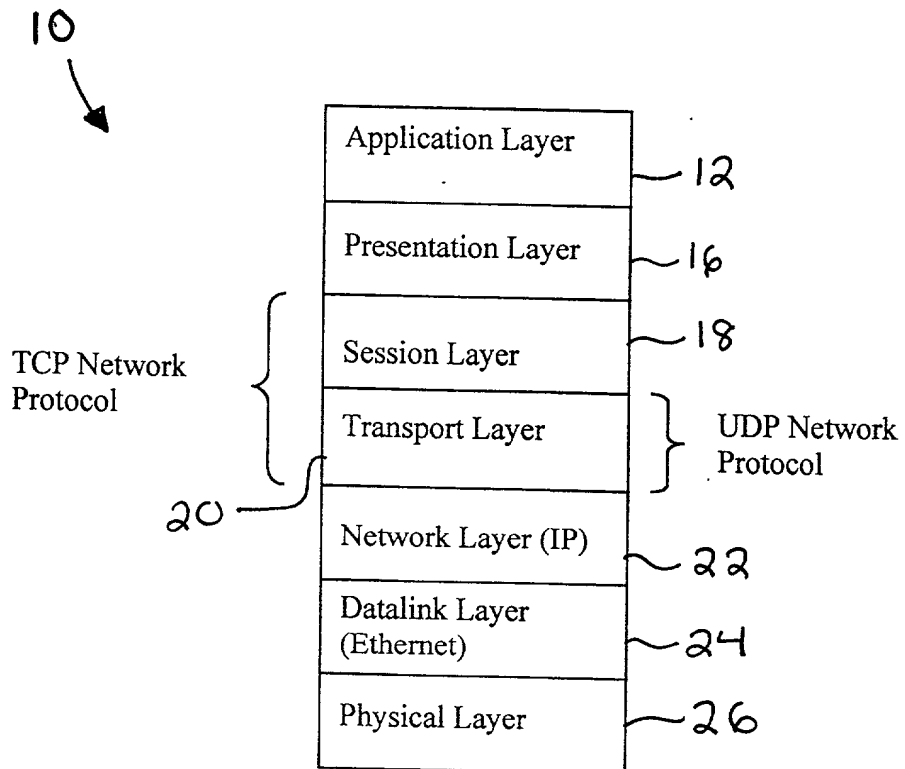 10
Application Layer
12
Presentation Layer
16
18
Session Layer
TCP Network
Protocol
Transport Layer
UDP Network
Protocol
20
Network Layer (IP)
22
Datalink Layer
(Ethernet)
24
Physical Layer
26